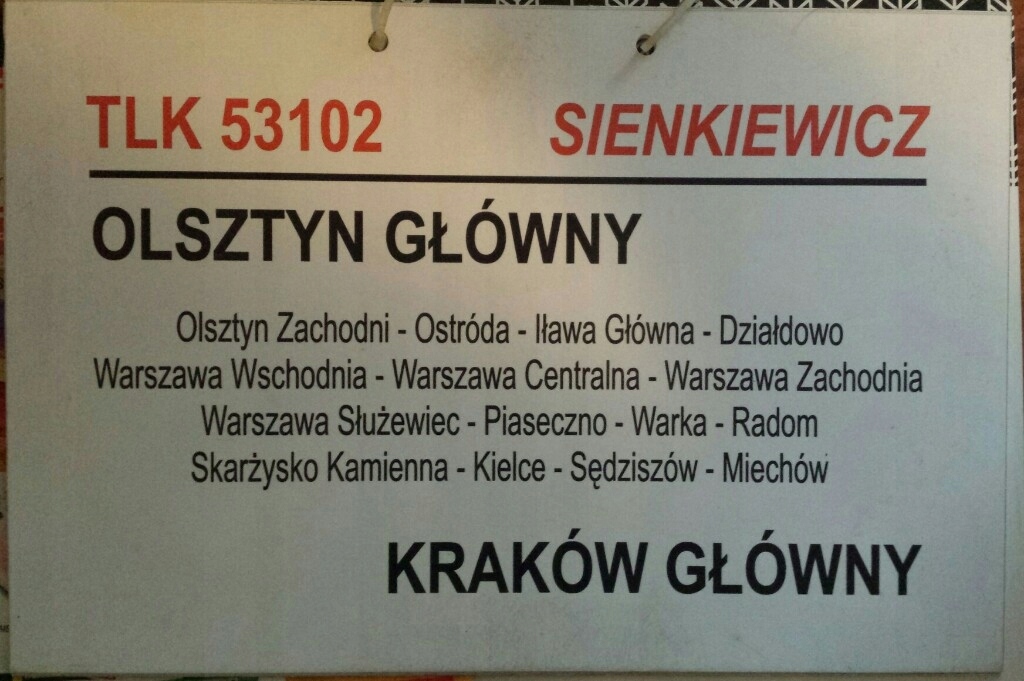 TLK 53102 SIENKIEWICZ
OLSZTYN GŁÓWNY
Olsztyn Zachodni - Ostróda - Iława Główna - Działdowo
Warszawa Wschodnia - Warszawa Centralna - Warszawa Zachodnia
Warszawa Służewiec - Piaseczno - Warka - Radom
Skarżysko Kamienna - Kielce - Sędziszów - Miechów
KRAKÓW GŁÓWNY